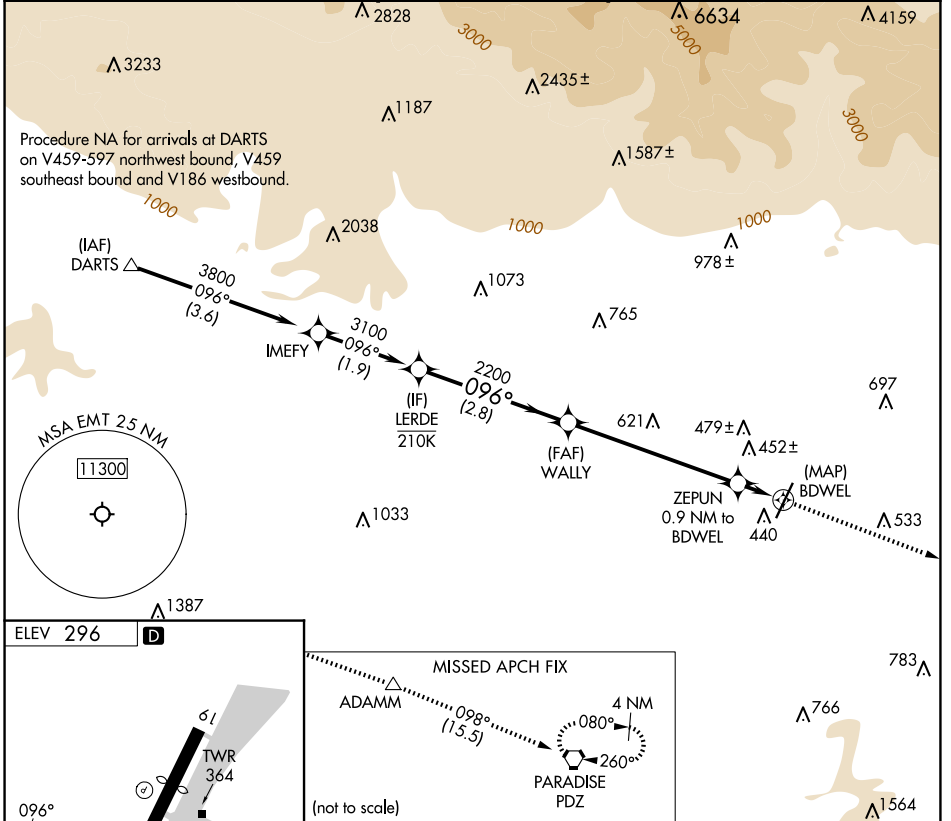 2828
3000
6634
5000
4159
3233
2435±
1187
3000
Procedure NA for arrivals at DARTS
on V459-597 northwest bound, V459
southeast bound and V186 westbound.
1587±
1000
2038
1000
1000
978±
(IAF)
DARTS
3800
096°
(3.6)
1073
765
IMEFY
3100
096°
(1.9)
2200
096°
(2.8)
(IF)
LERDE
210K
697
621
479±
452±
MSA EMT 25 NM
11300
(FAF)
WALLY
(MAP)
BDWEL
ZEPUN
0.9 NM to
BDWEL
440
533
1033
1387
ELEV 296
D
MISSED APCH FIX
783
ADAMM
098°
(15.5)
4 NM
080°
260°
PARADISE
PDZ
766
19
TWR
364
P
096°
(not to scale)
1564